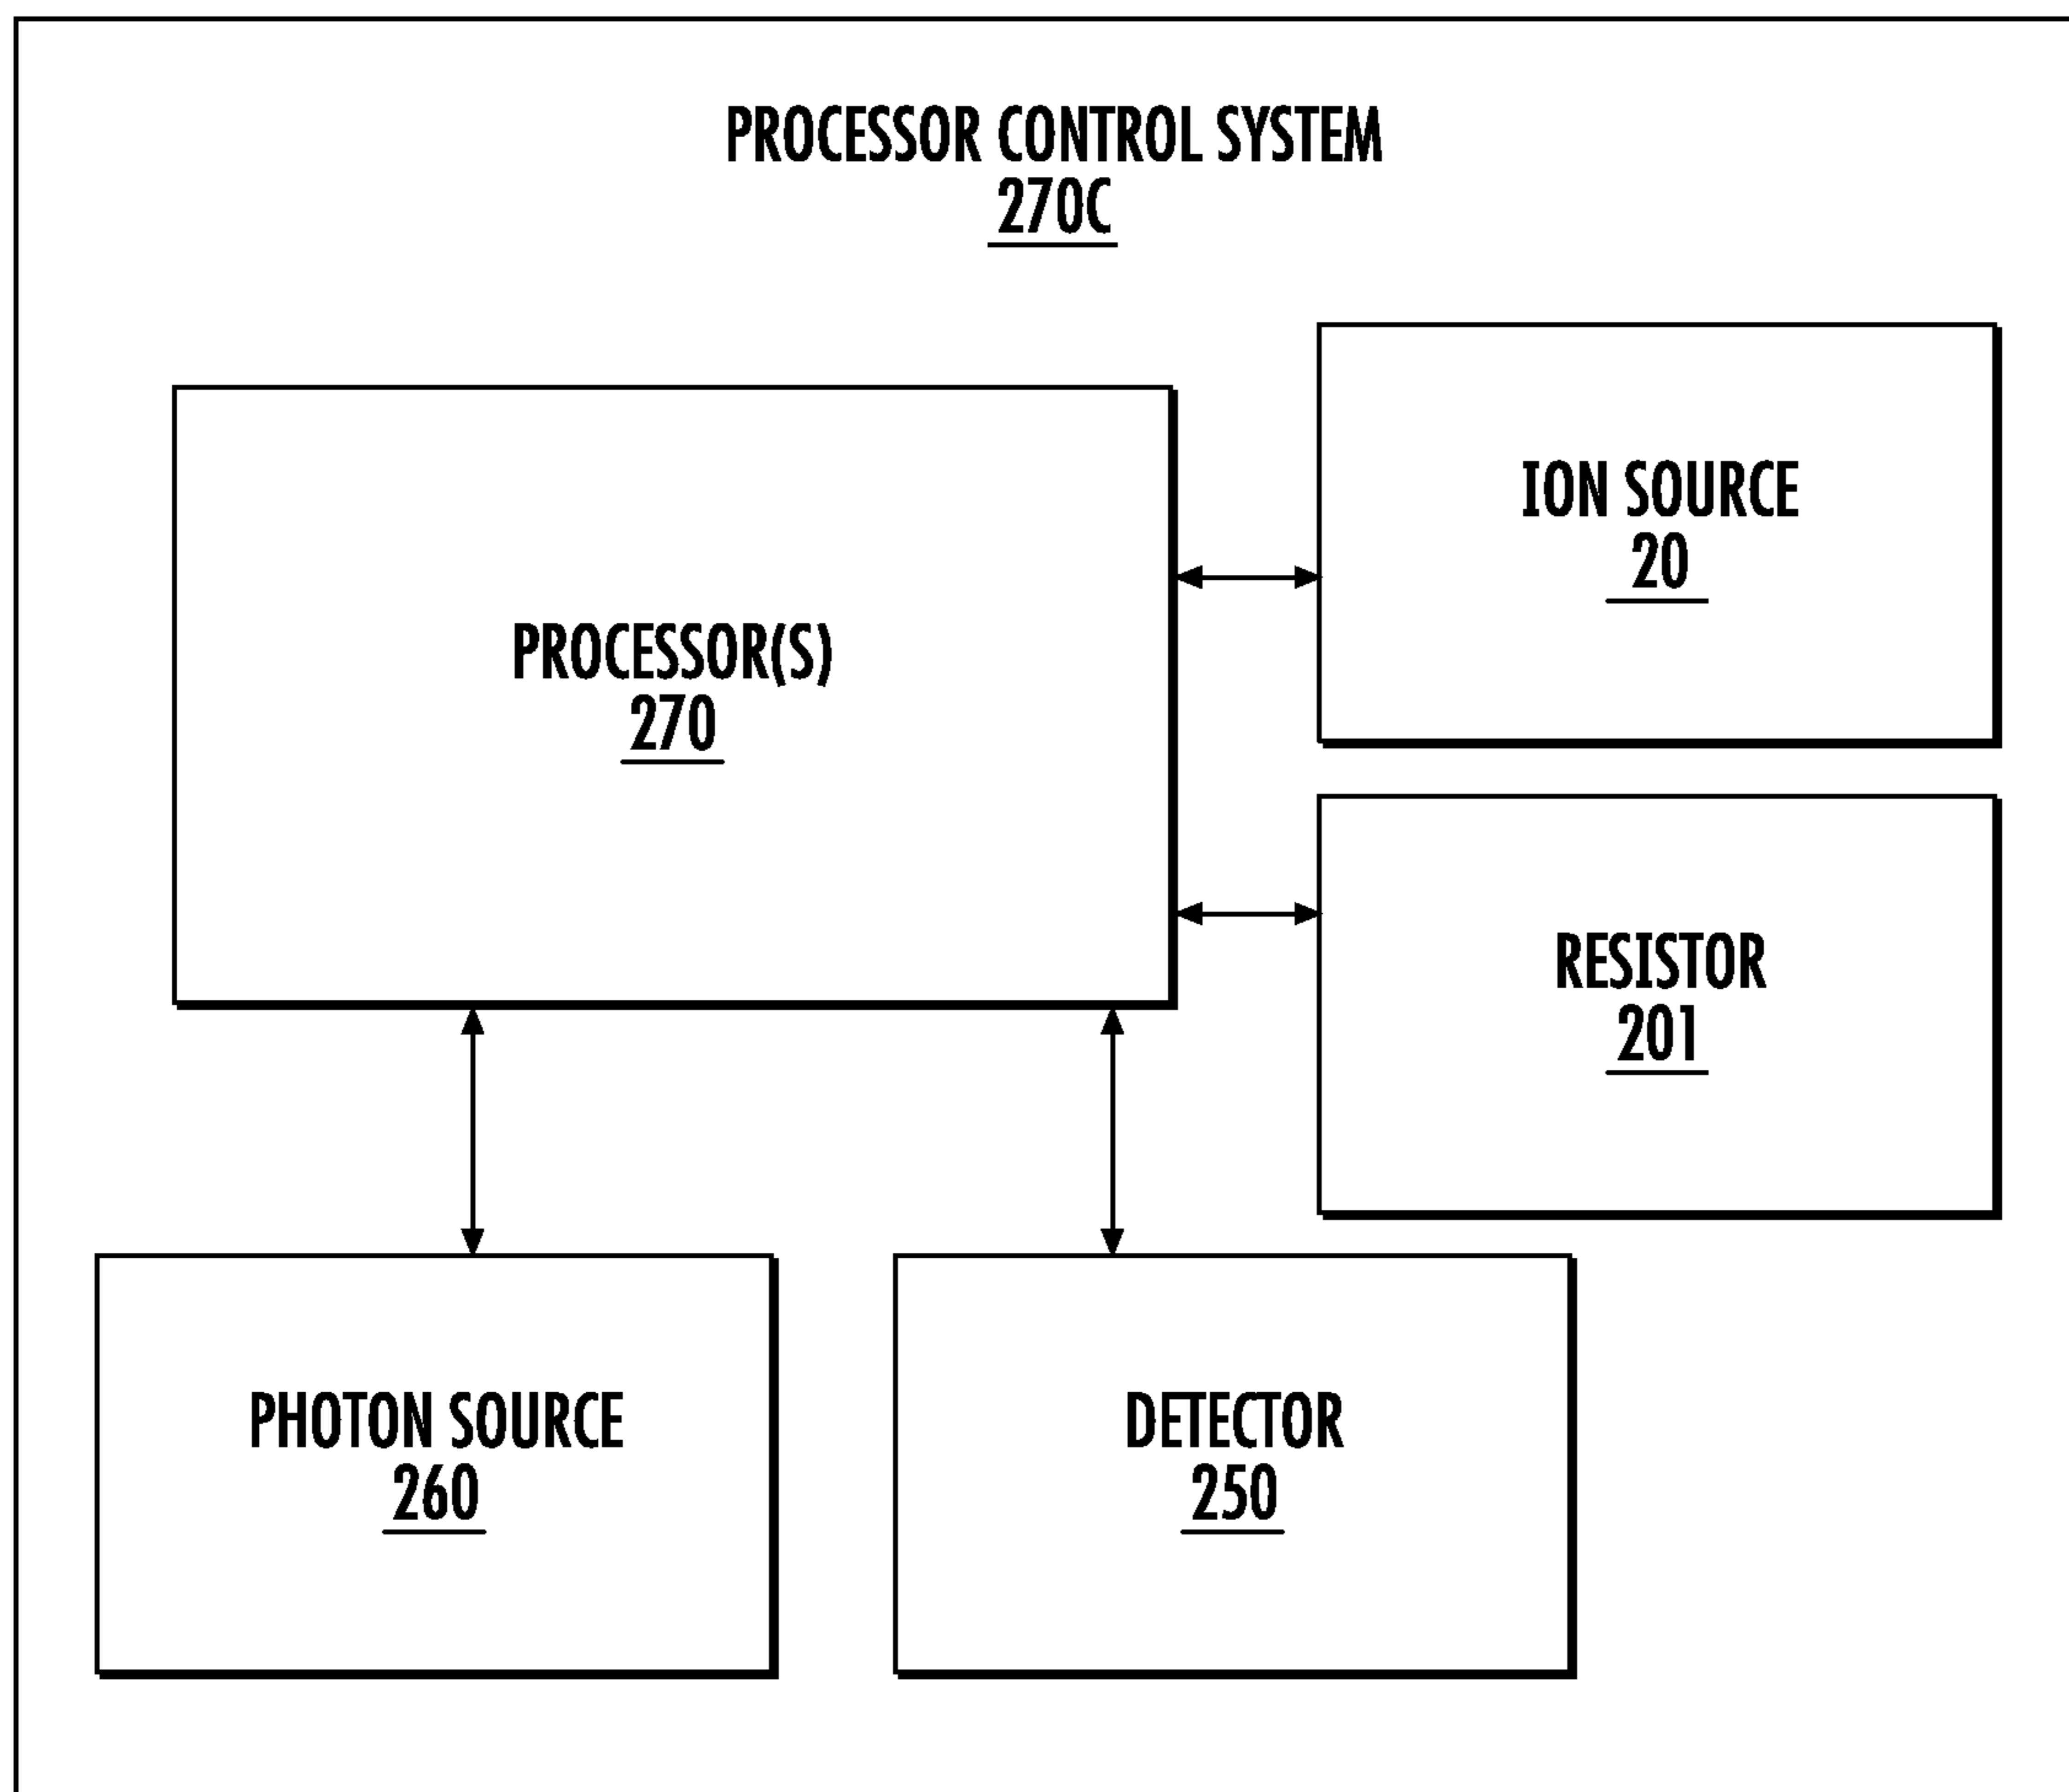 PROCESSOR CONTROL SYSTEM
270C
ION SOURCE
20
PROCESSOR(S)
270
RESISTOR
201
PHOTON SOURCE
260
DETECTOR
250